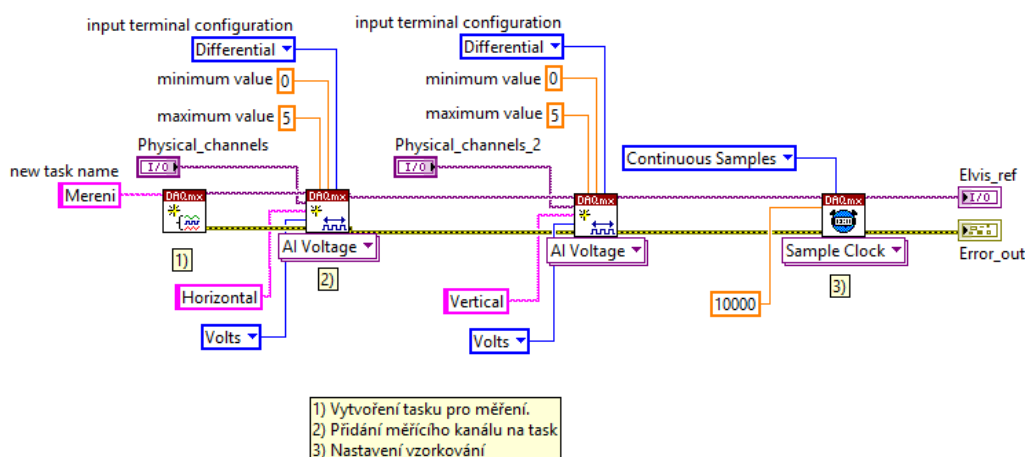 input terminal configuration
Differential
minimum value 0
maximum value 5
Physical_channels
I/O
new task name
Mereni
DAQmx
1)
DAQmx
AI Voltage
2)
Horizontal
Volts
input terminal configuration
Differential
minimum value 0
maximum value 5
Physical_channels_2
I/O
DAQmx
AI Voltage
Vertical
Volts
Continuous Samples
DAQmx
Sample Clock
3)
10000
Elvis_ref
I/O
Error_out
1) Vytvoření tasku pro měření.
2) Přidání měřícího kanálu na task
3) Nastavení vzorkování